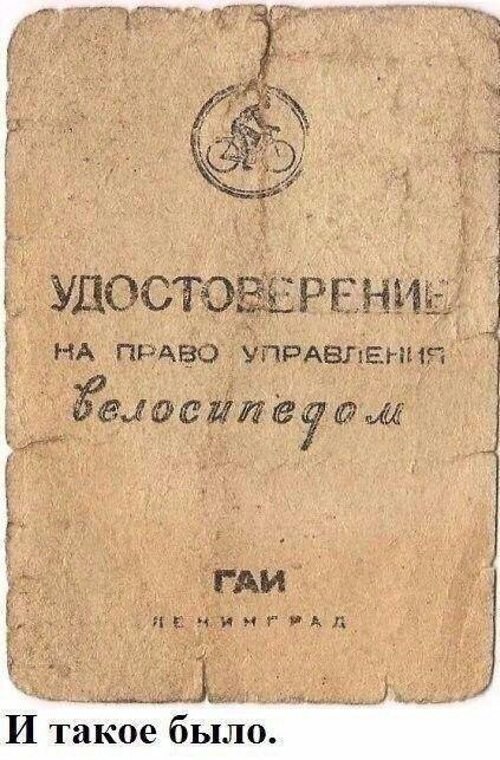 УДОСТОВЕРЕНИЕ
НА ПРАВО УПРАВЛЕНИЯ
велосипедом
ГАИ
ЛЕНИНГРАД
И такое было.